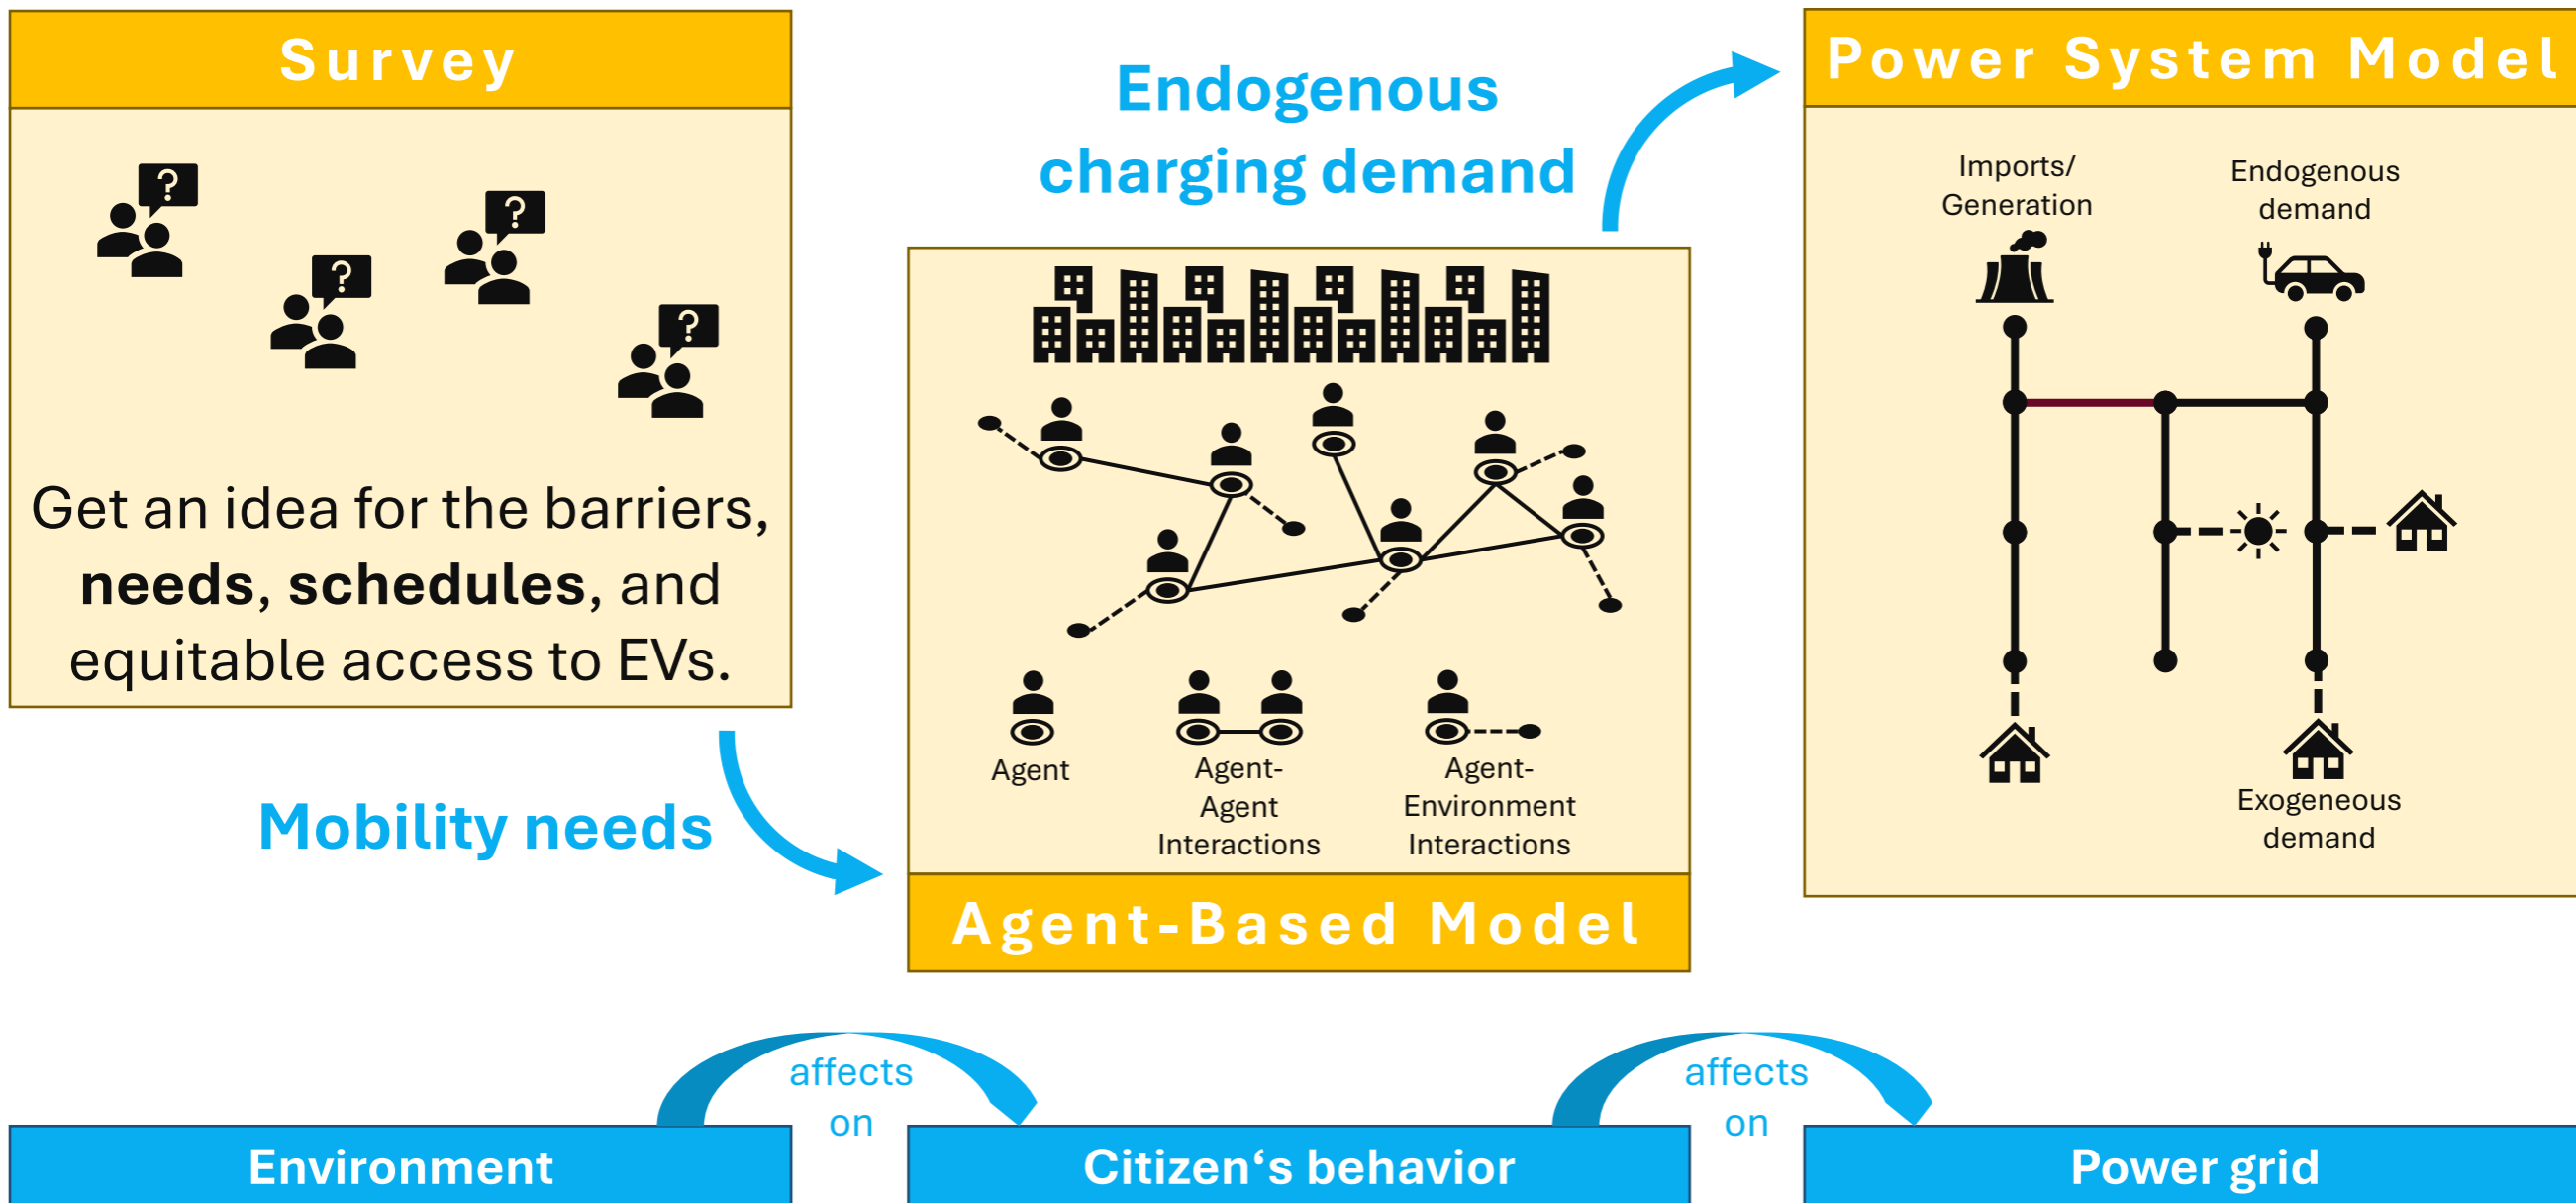 Survey
?
?
?
?
Get an idea for the barriers,
needs, schedules, and
equitable access to EVs.
Mobility needs
Endogenous
charging demand
Agent
Agent-
Agent
Interactions
Agent-
Environment
Interactions
Agent-Based Model
Power System Model
Imports/
Generation
Endogenous
demand
Exogeneous
demand
affects
on
affects
on
Environment
Citizen‘s behavior
Power grid